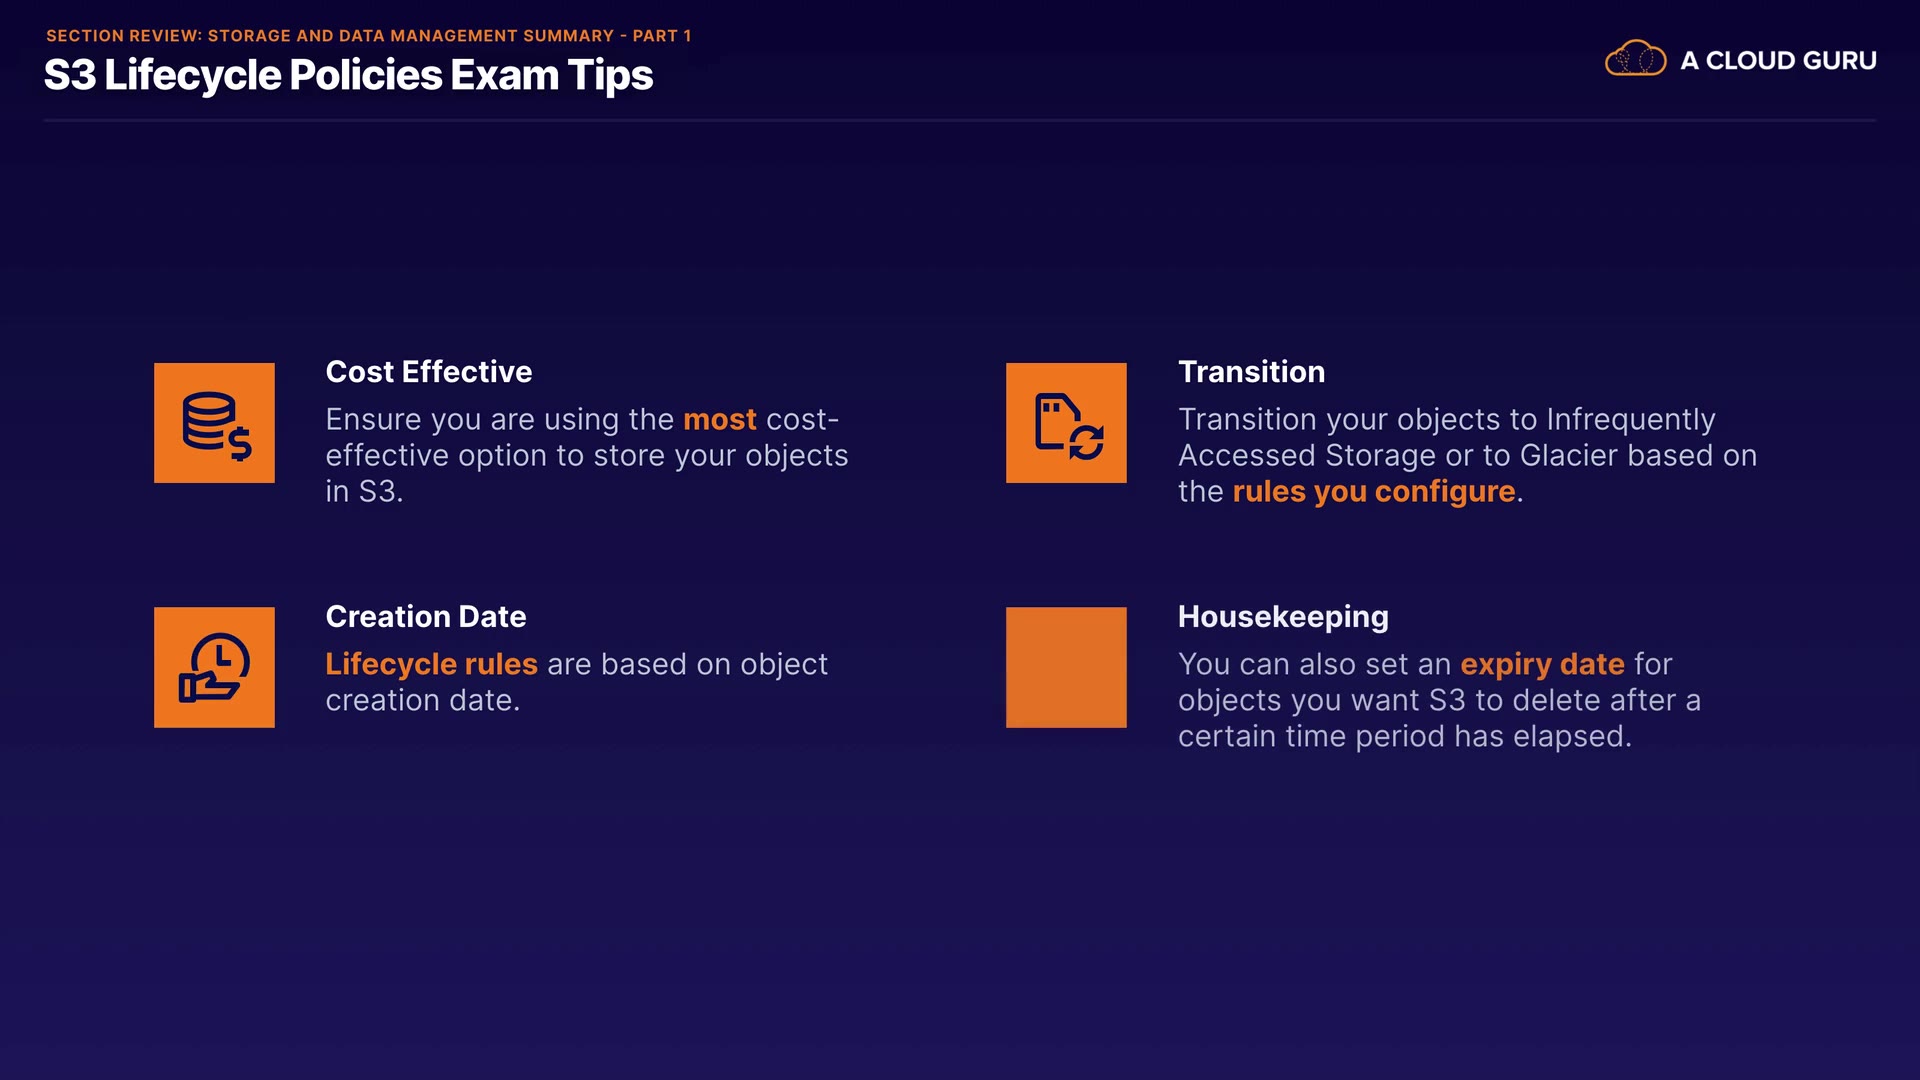 SECTION REVIEW: STORAGE AND DATA MANAGEMENT SUMMARY - PART 1
S3 Lifecycle Policies Exam Tips
A CLOUD GURU
Cost Effective
Ensure you are using the most cost-
effective option to store your objects
in S3.
Transition
Transition your objects to Infrequently
Accessed Storage or to Glacier based on
the rules you configure.
Creation Date
Lifecycle rules are based on object
creation date.
Housekeeping
You can also set an expiry date for
objects you want S3 to delete after a
certain time period has elapsed.